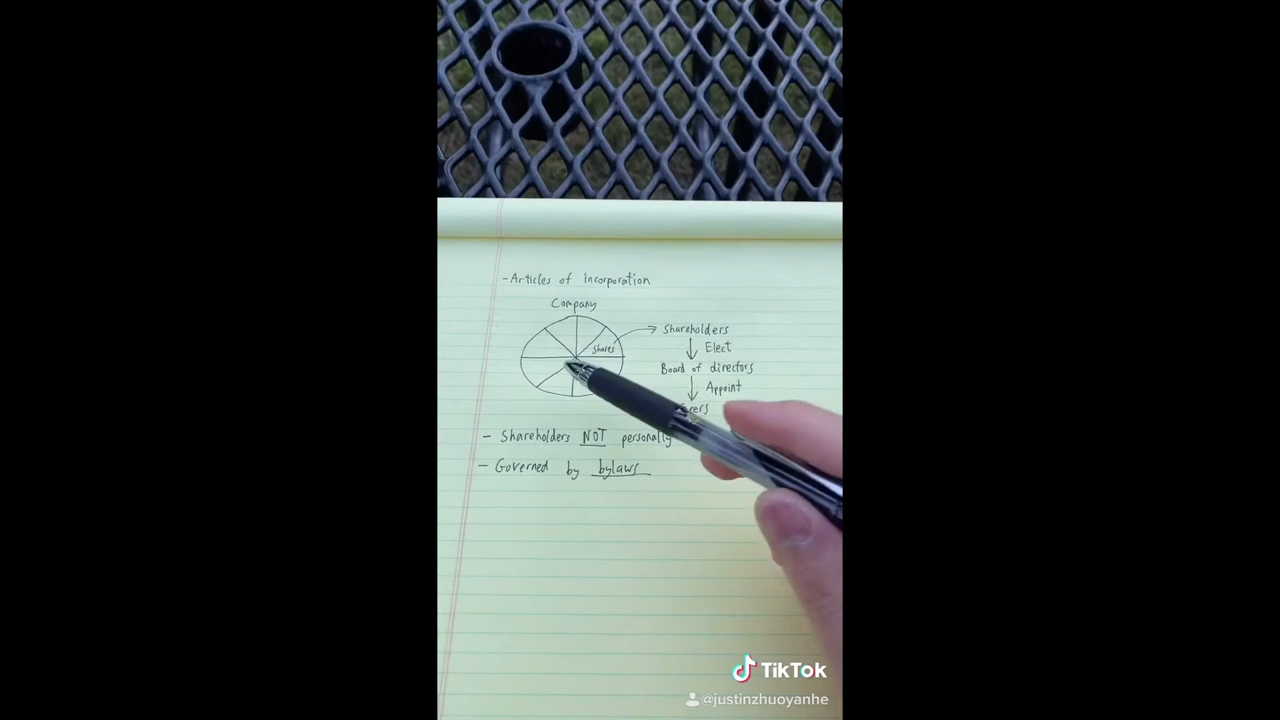 -Articles of Incorporation
Company
Shares
Shareholders
Elect
Board of directors
Appoint
- Shareholders NOT personally
- Governed by bylaws
TikTok
@justinzhuoyanhe